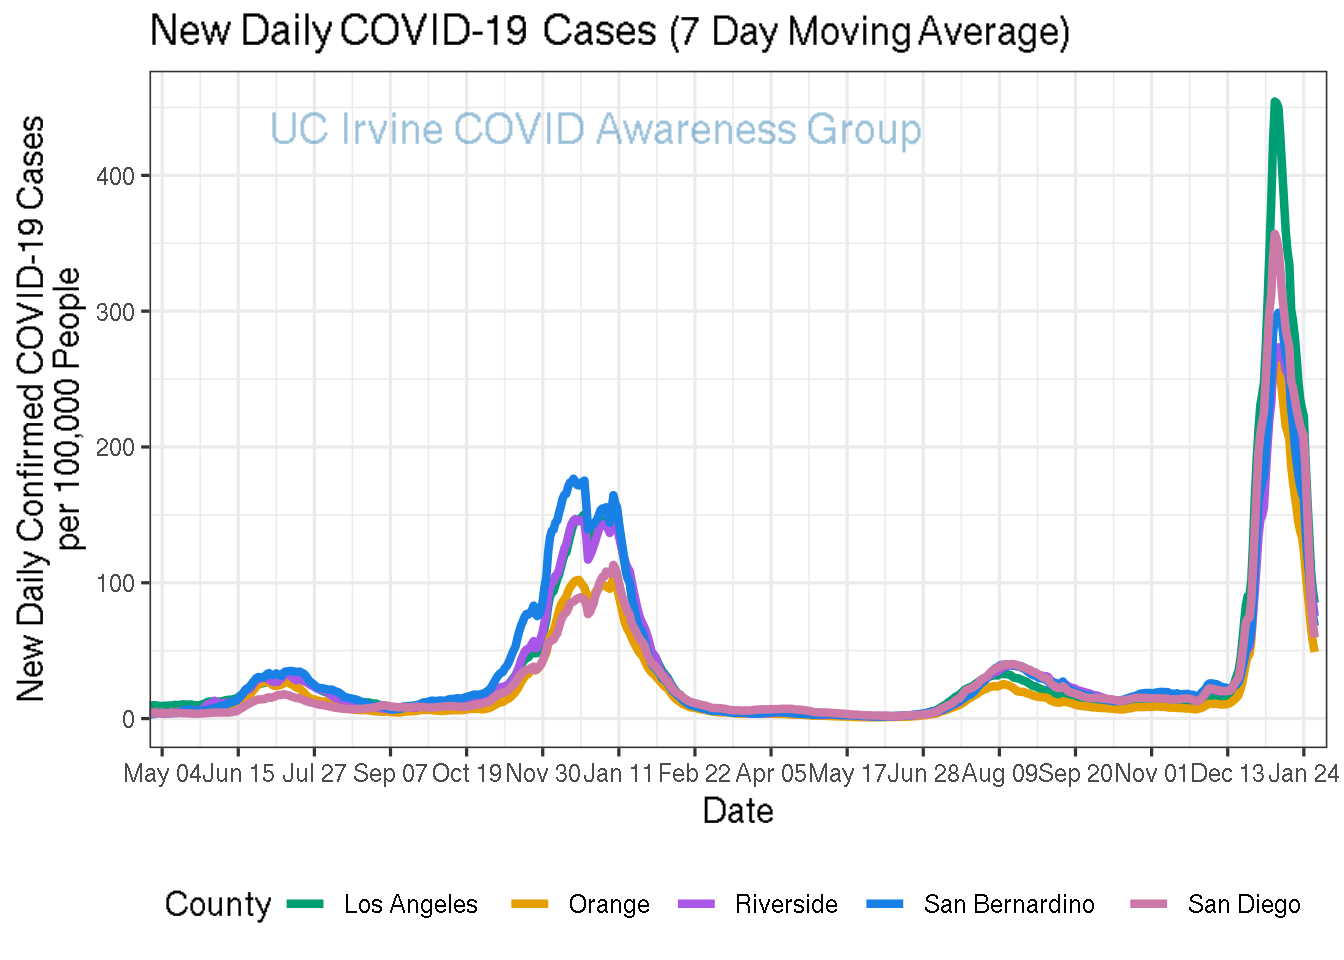 New Daily COVID-19 Cases (7 Day Moving Average)
UC Irvine COVID Awareness Group
New Daily Confirmed COVID-19 Cases
per 100,000 People
400
300
200
100
0
May 04 Jun 15 Jul 27 Sep 07 Oct 19 Nov 30 Jan 11 Feb 22 Apr 05 May 17 Jun 28 Aug 09 Sep 20 Nov 01 Dec 13 Jan 24
Date
County Los Angeles Orange Riverside San Bernardino San Diego